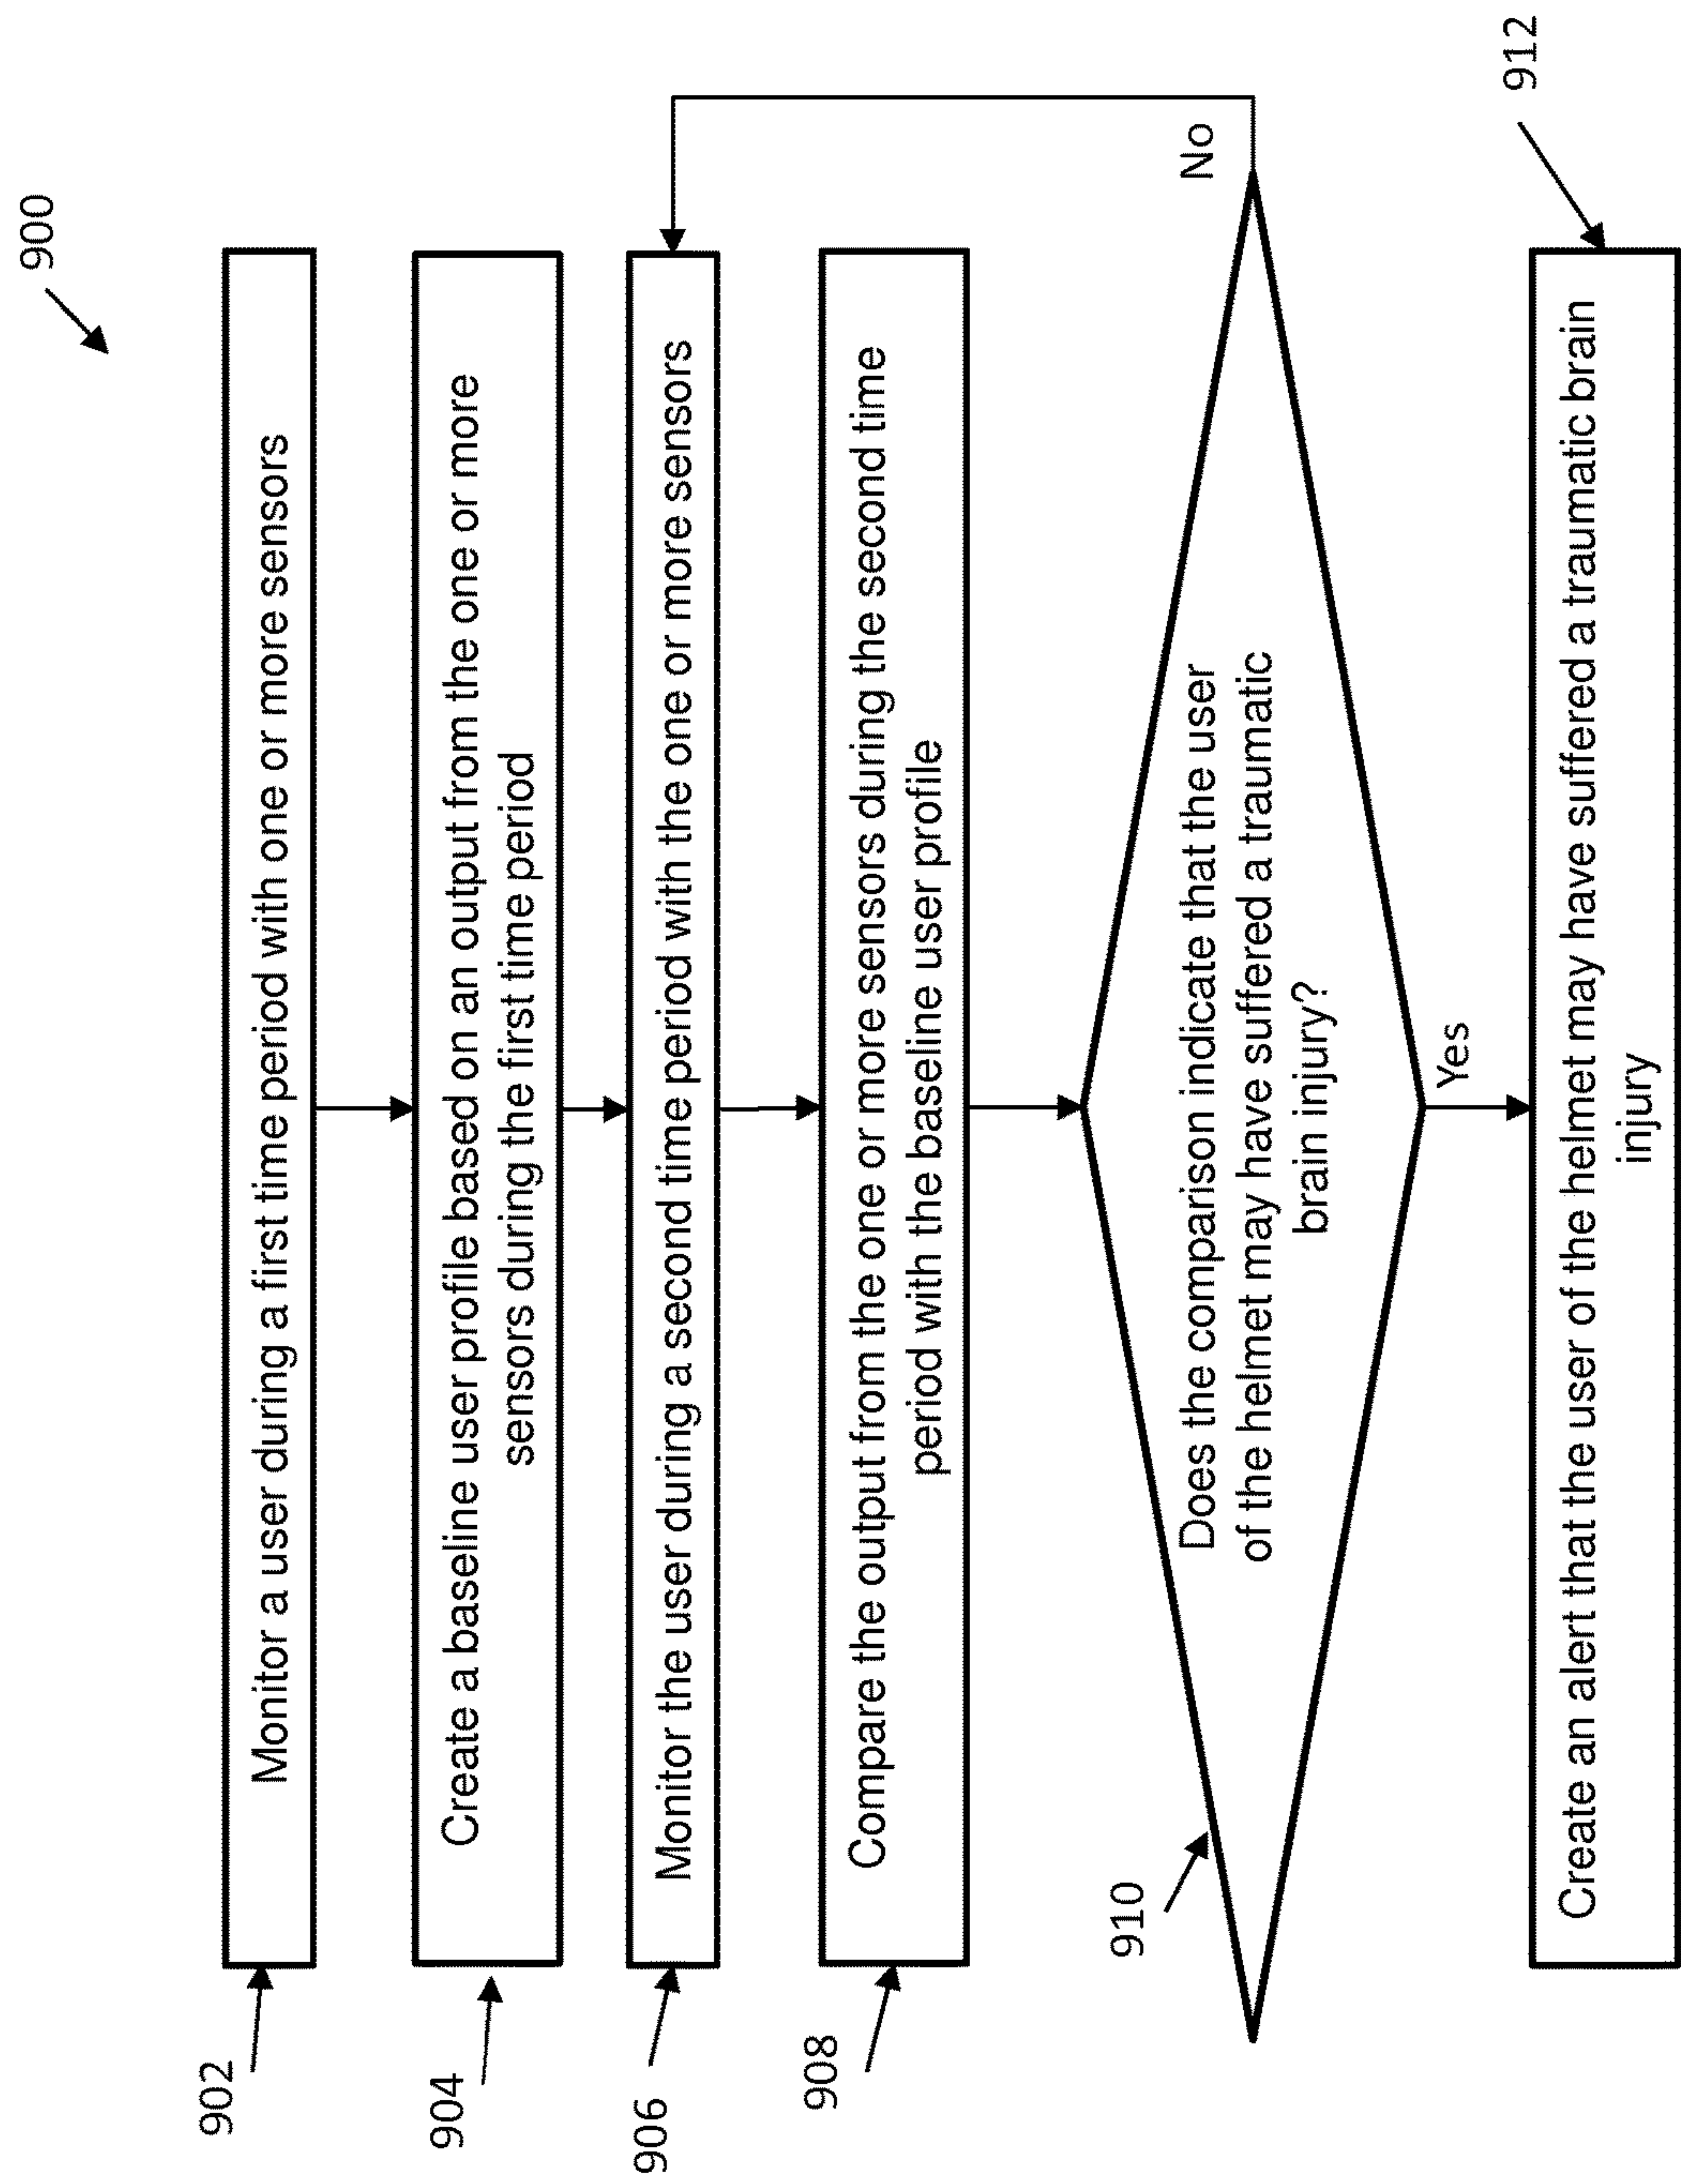 900
902
Monitor a user during a first time period with one or more sensors
904
Create a baseline user profile based on an output from the one or more
sensors during the first time period
906
Monitor the user during a second time period with the one or more sensors
908
Compare the output from the one or more sensors during the second time
period with the baseline user profile
910
Does the comparison indicate that the user
of the helmet may have suffered a traumatic
brain injury?
No
Yes
912
Create an alert that the user of the helmet may have suffered a traumatic brain
injury